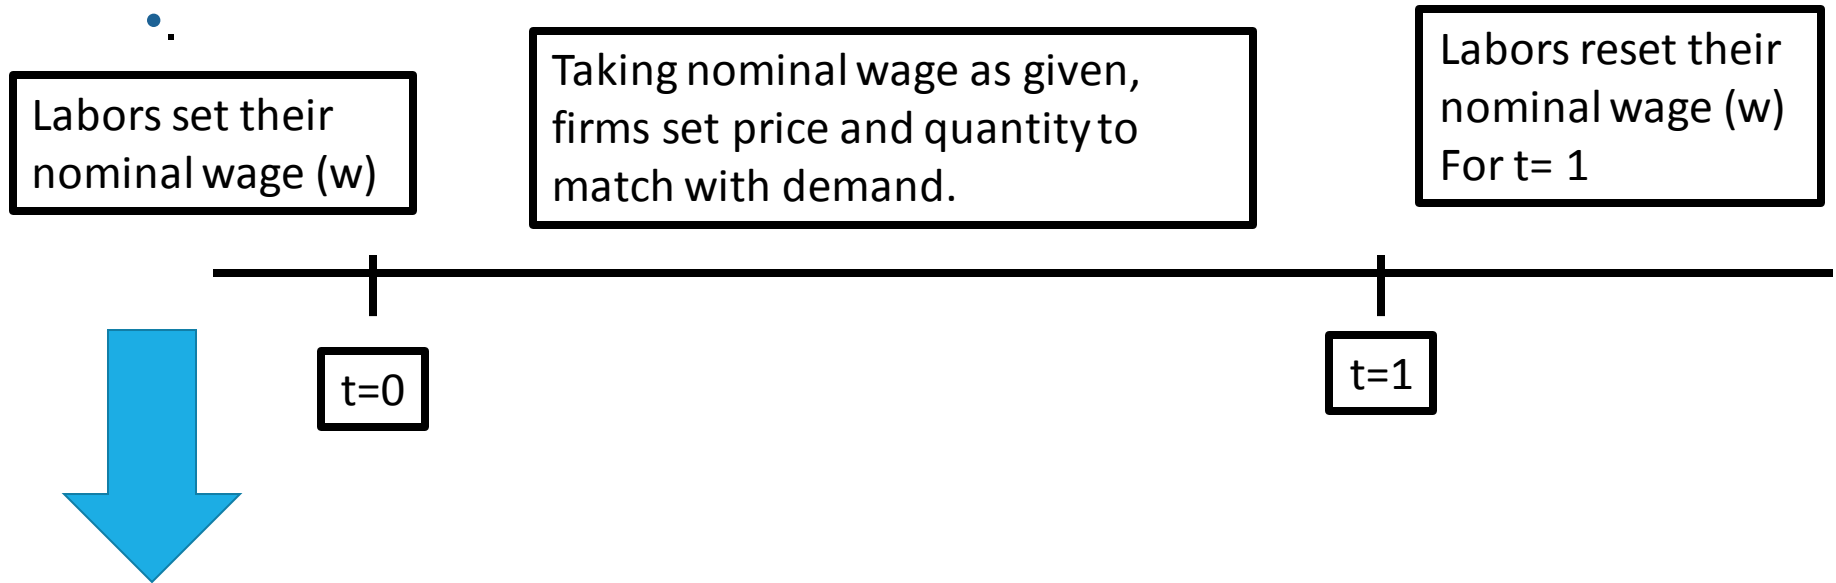 .
Labors set their
nominal wage (w)
Taking nominal wage as given,
firms set price and quantity to
match with demand.
Labors reset their
nominal wage (w)
For t= 1
t=0
t=1